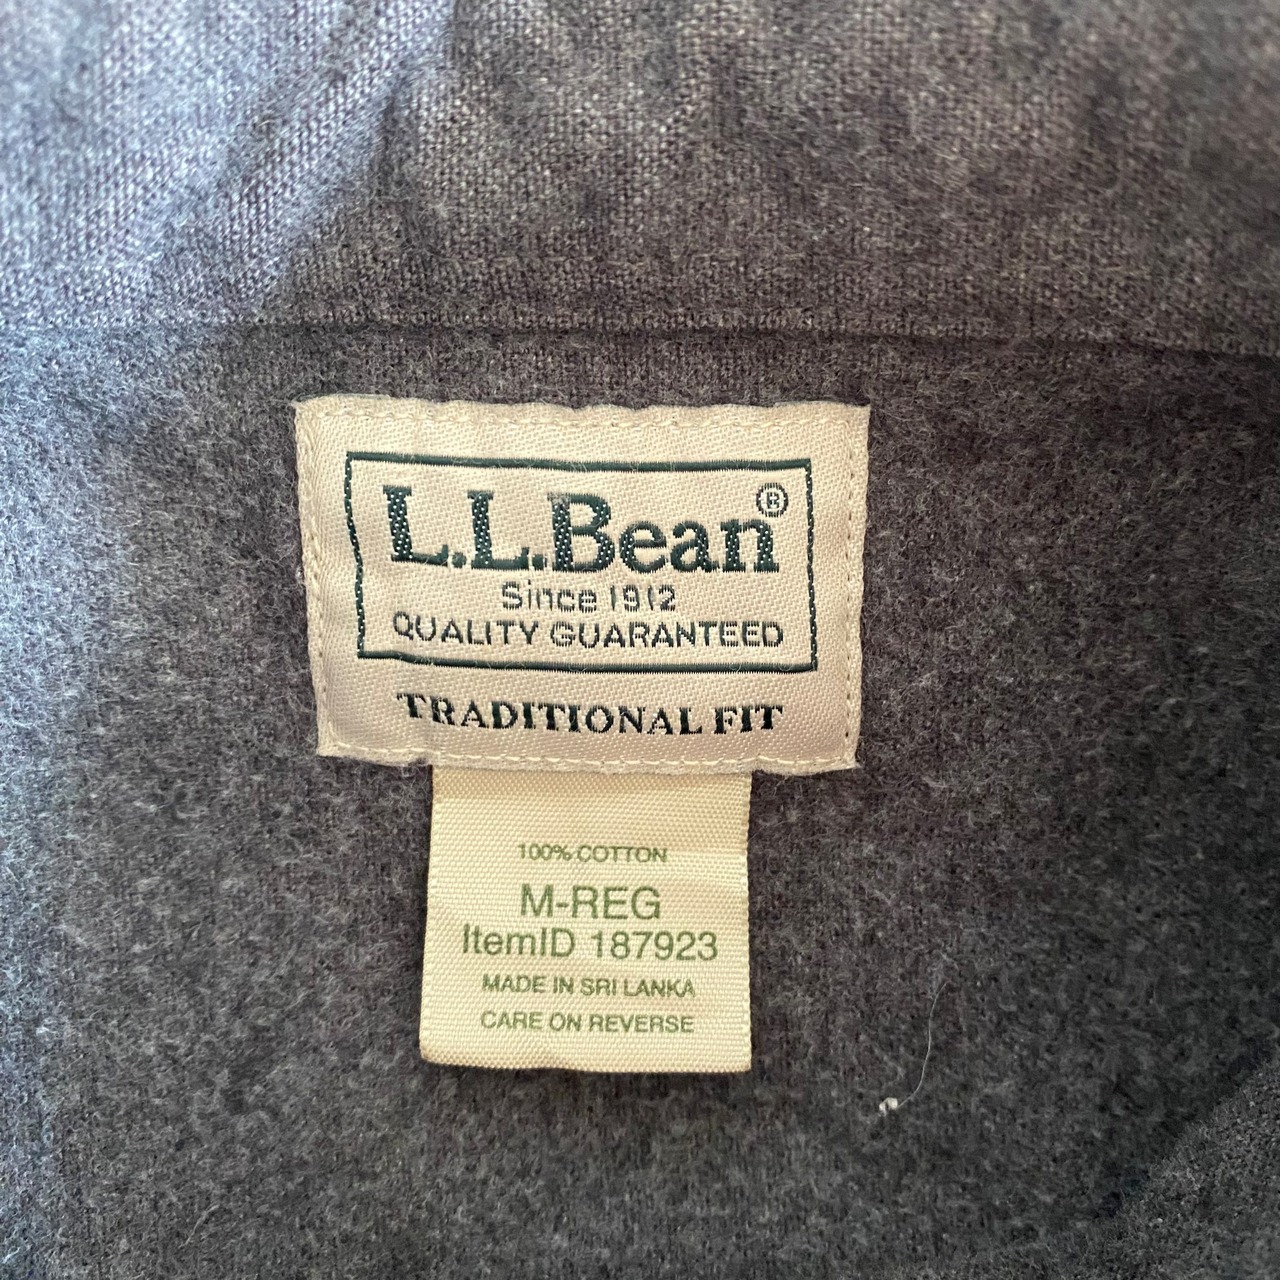 L.L.Bean®
Since 1912
QUALITY GUARANTEED
TRADITIONAL FIT
100% COTTON
M-REG
ItemID 187923
MADE IN SRI LANKA
CARE ON REVERSE